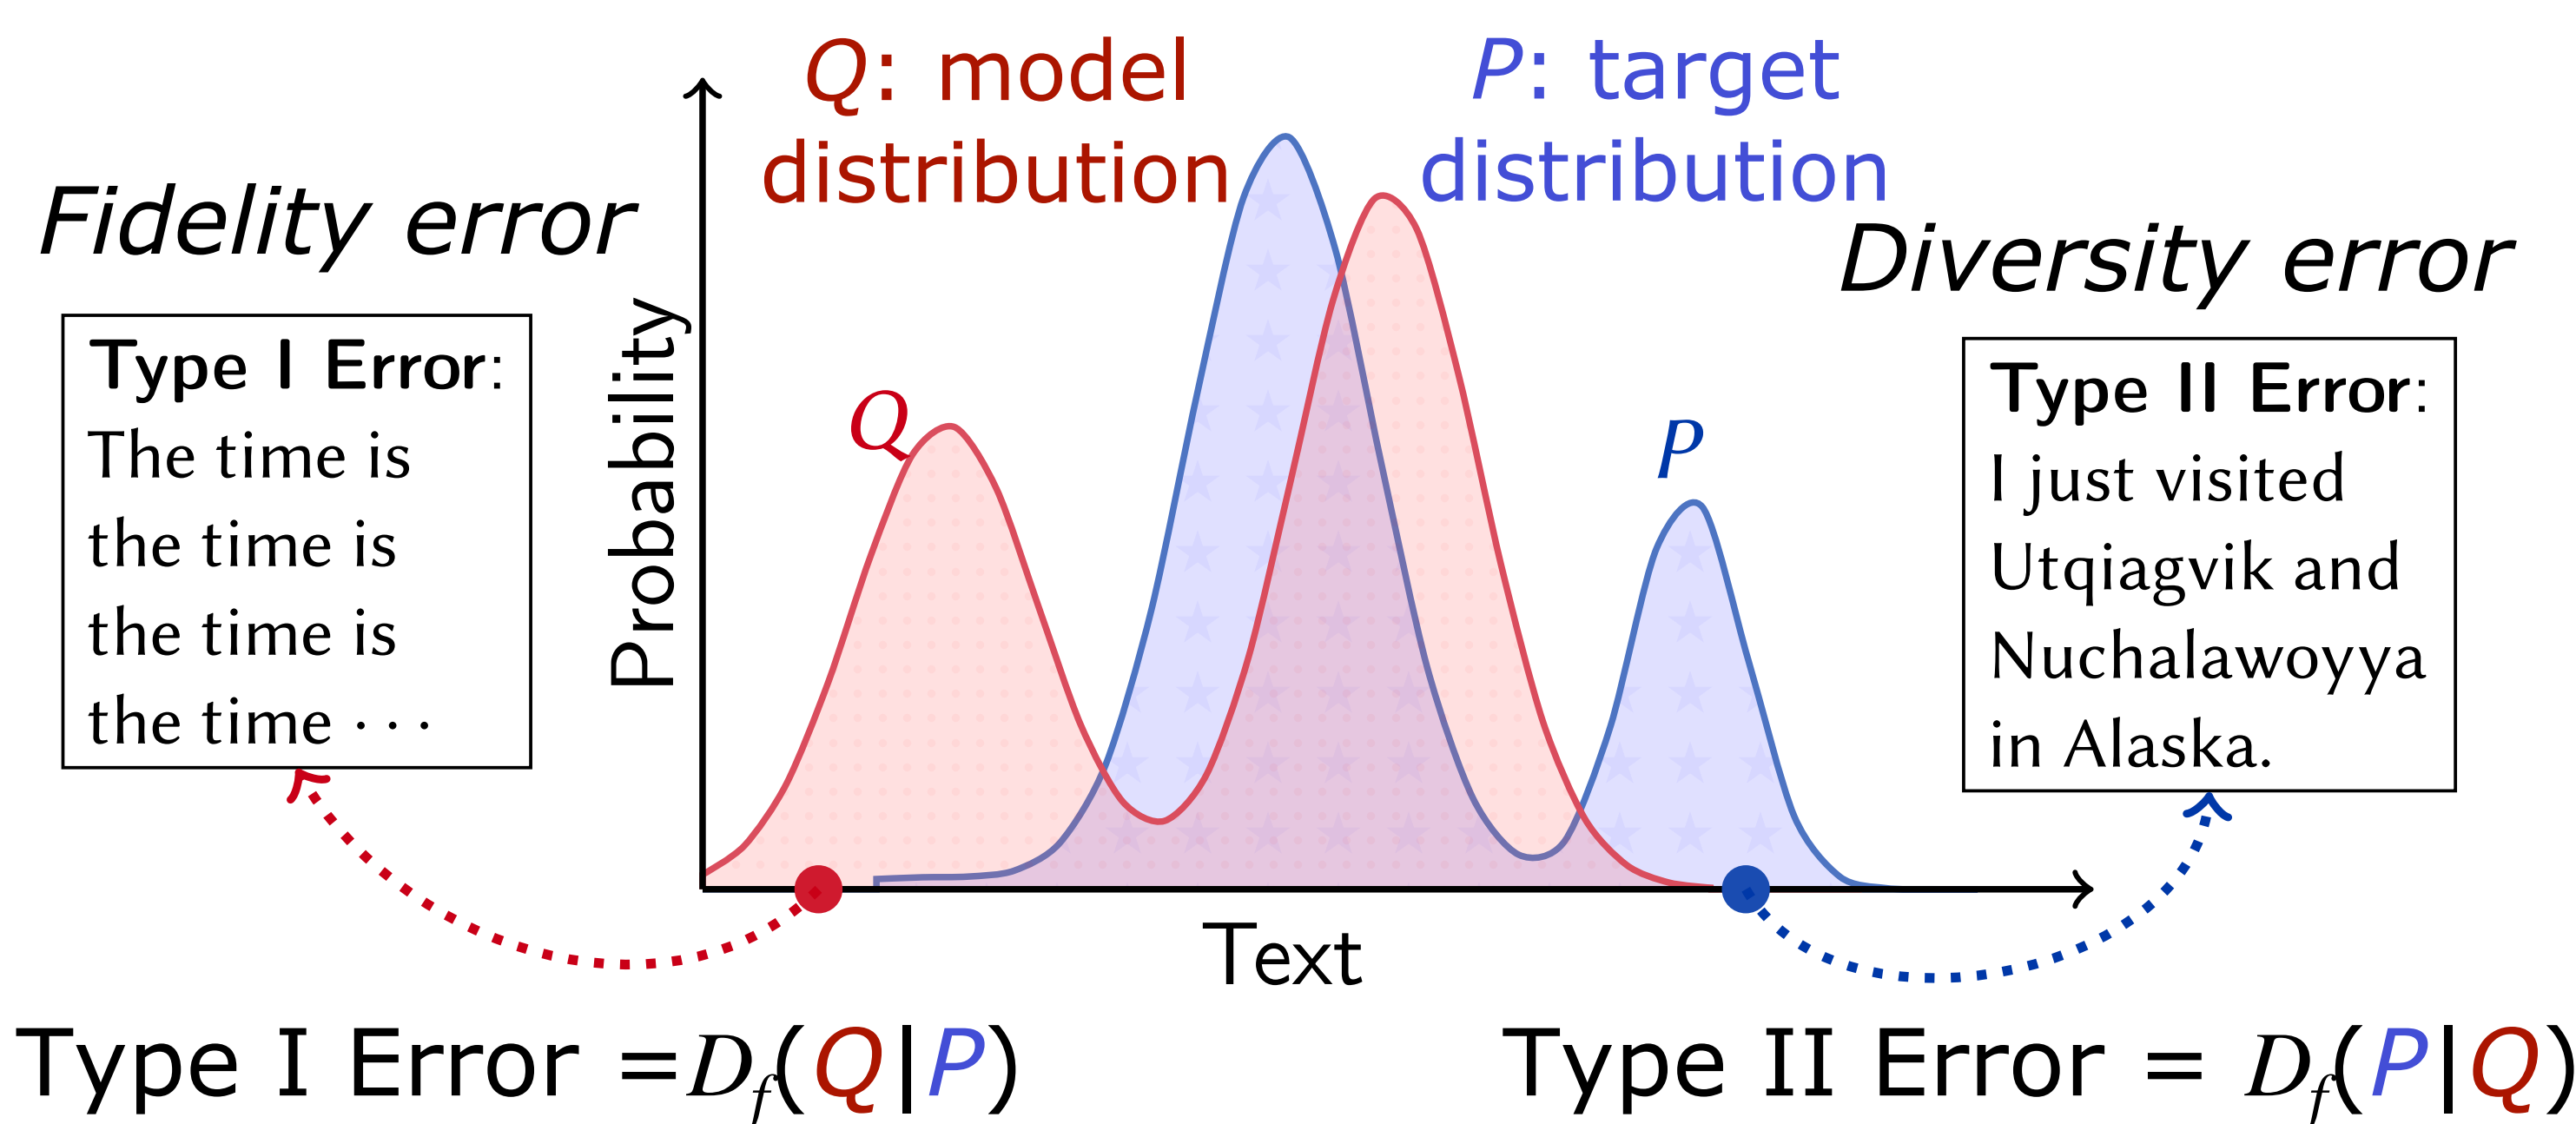 Q: model
distribution
P: target
distribution
Fidelity error
Type I Error:
The time is
the time is
the time is
the time ···
Probability
Q
P
Text
Diversity error
Type II Error:
I just visited
Utqiagvik and
Nuchalawoyya
in Alaska.
Type I Error =D_f(Q|P)
Type II Error = D_f(P|Q)